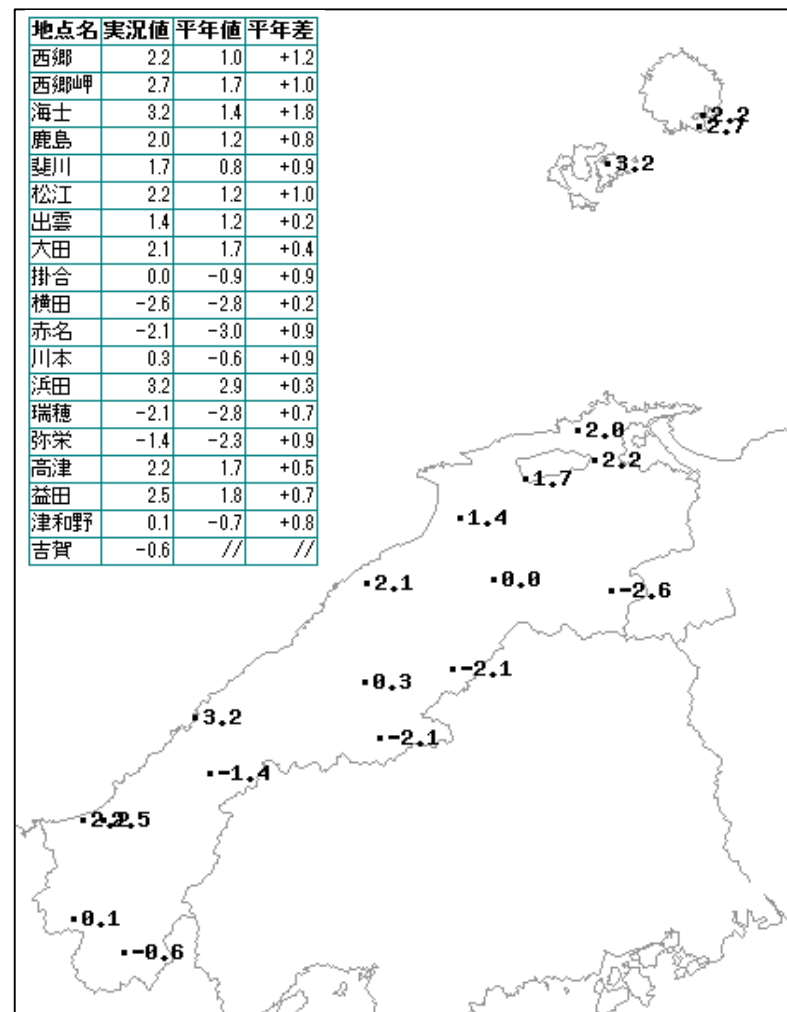 地点名 実況値 平年値 平年差
西郷 2.2 1.0 +1.2
西郷岬 2.7 1.7 +1.0
海士 3.2 1.4 +1.8
鹿島 2.0 1.2 +0.8
斐川 1.7 0.8 +0.9
松江 2.2 1.2 +1.0
出雲 1.4 1.2 +0.2
大田 2.1 1.7 +0.4
掛合 0.0 -0.9 +0.9
横田 -2.6 -2.8 +0.2
赤名 -2.1 -3.0 +0.9
川本 0.3 -0.6 +0.9
浜田 3.2 2.9 +0.3
瑞穂 -2.1 -2.8 +0.7
弥栄 -1.4 -2.3 +0.9
高津 2.2 1.7 +0.5
益田 2.5 1.8 +0.7
津和野 0.1 -0.7 +0.8
吉賀 -0.6 // //
2.2
2.7
3.2
2.0
2.2
1.7
1.4
2.1
0.0
-2.6
-2.1
0.3
-2.1
3.2
-1.4
2.2
2.5
0.1
-0.6